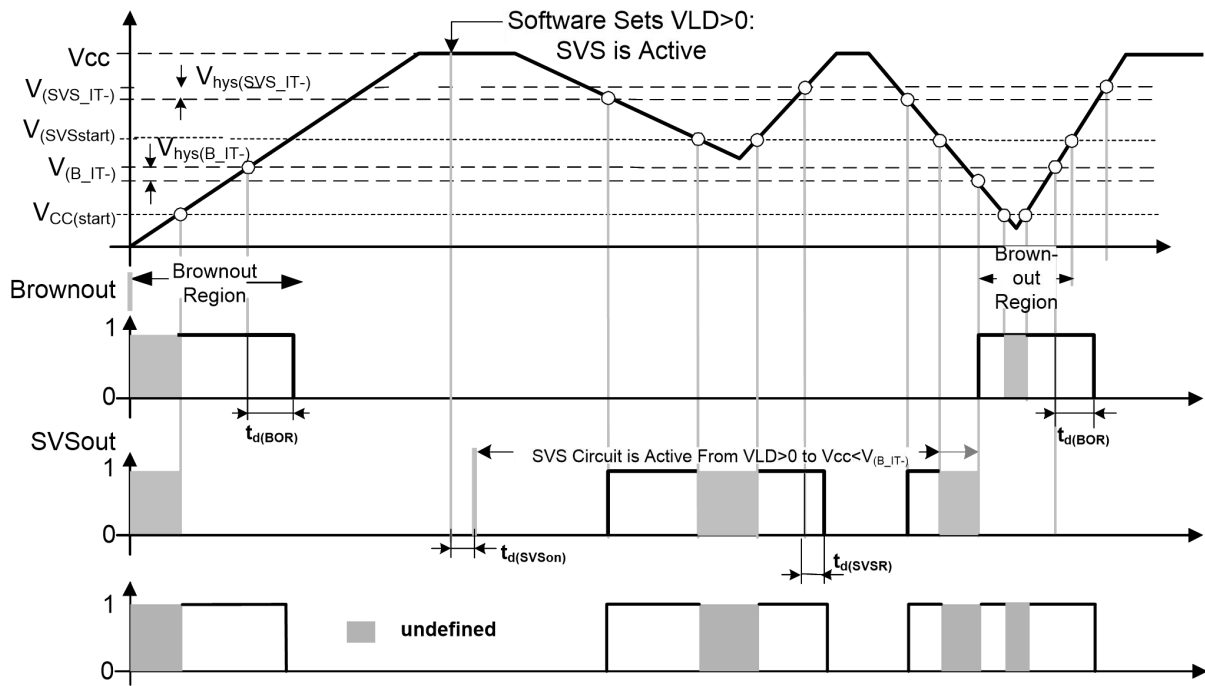 Software Sets VLD>0:
SVS is Active
Vcc
V(SVS_IT-)
Vhys(SVS_IT-)
V(SVSstart)
Vhys(B_IT-)
V(B_IT-)
VCC(start)
Brownout
Region
Brown-
out
Region
Brownout
1
0
td(BOR)
td(BOR)
SVSout
SVS Circuit is Active From VLD>0 to Vcc<V(B_IT-)
1
0
td(SVSon)
td(SVSR)
1
undefined
0